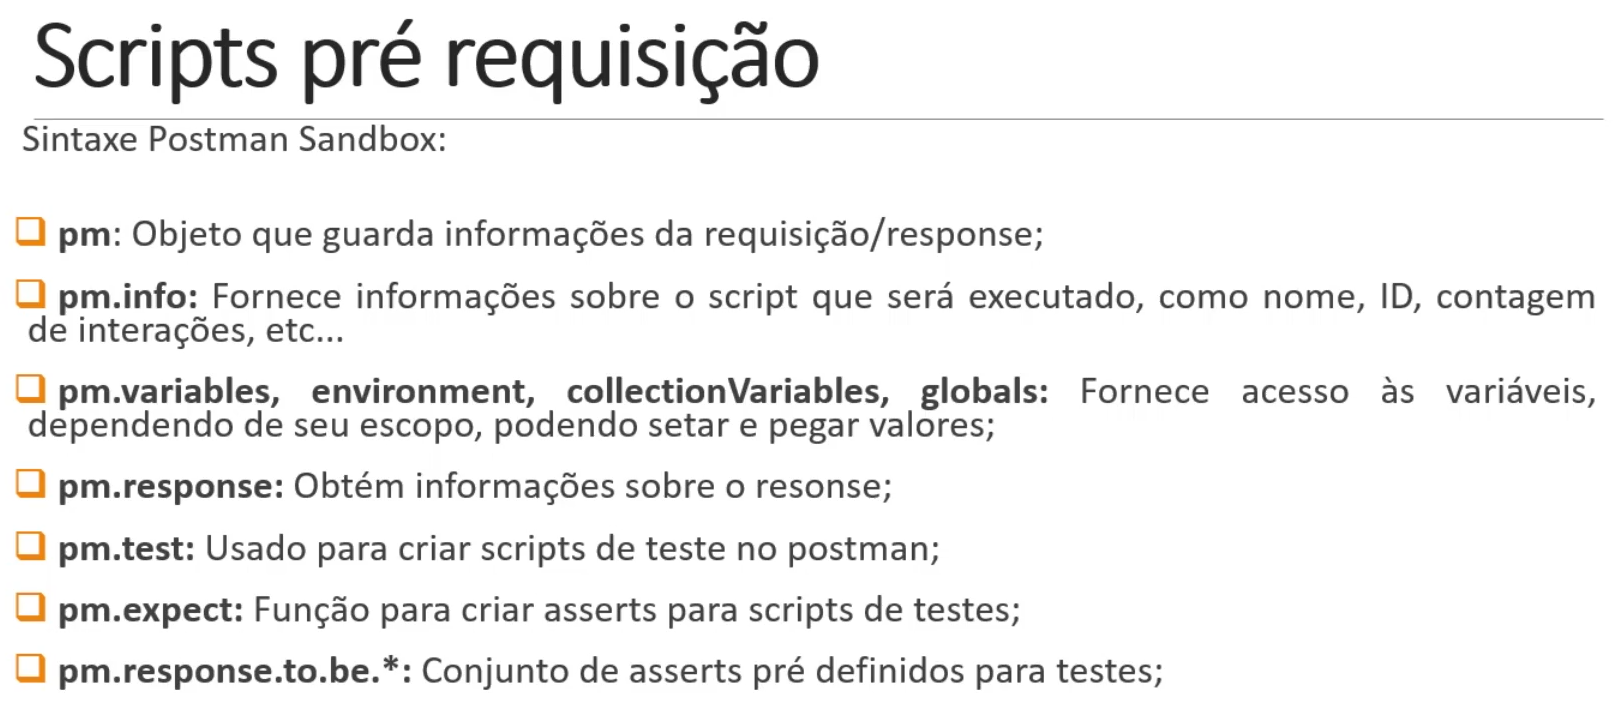 Scripts pré requisição
Sintaxe Postman Sandbox:
pm: Objeto que guarda informações da requisição/response;
pm.info: Fornece informações sobre o script que será executado, como nome, ID, contagem
de interações, etc...
pm.variables, environment, collectionVariables, globals: Fornece acesso às variáveis,
dependendo de seu escopo, podendo setar e pegar valores;
pm.response: Obtém informações sobre o resonse;
pm.test: Usado para criar scripts de teste no postman;
pm.expect: Função para criar asserts para scripts de testes;
pm.response.to.be.*: Conjunto de asserts pré definidos para testes;